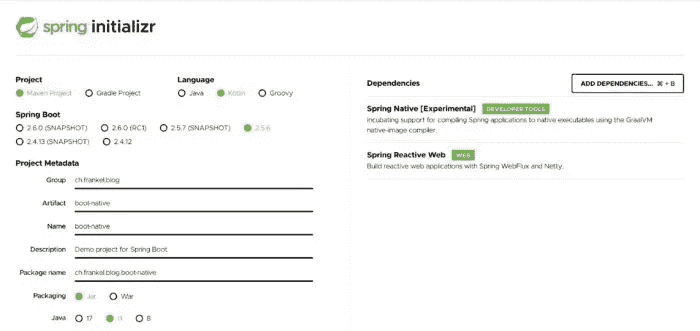 spring initializr
Project
Maven Project Gradle Project
Language
Java Kotlin Groovy
Spring Boot
2.6.0 (SNAPSHOT) 2.6.0 (RC1) 2.5.7 (SNAPSHOT) 2.5.6
2.4.13 (SNAPSHOT) 2.4.12
Project Metadata
Group ch.frankel.blog
Artifact boot-native
Name boot-native
Description Demo project for Spring Boot
Package name ch.frankel.blog.boot-native
Packaging Jar War
Java 17 11 8
Dependencies
ADD DEPENDENCIES... ⌘ + B
Spring Native [Experimental] DEVELOPER TOOLS
Incubating support for compiling Spring applications to native executables using the GraalVM
native-image compiler.
Spring Reactive Web WEB
Build reactive web applications with Spring WebFlux and Netty.